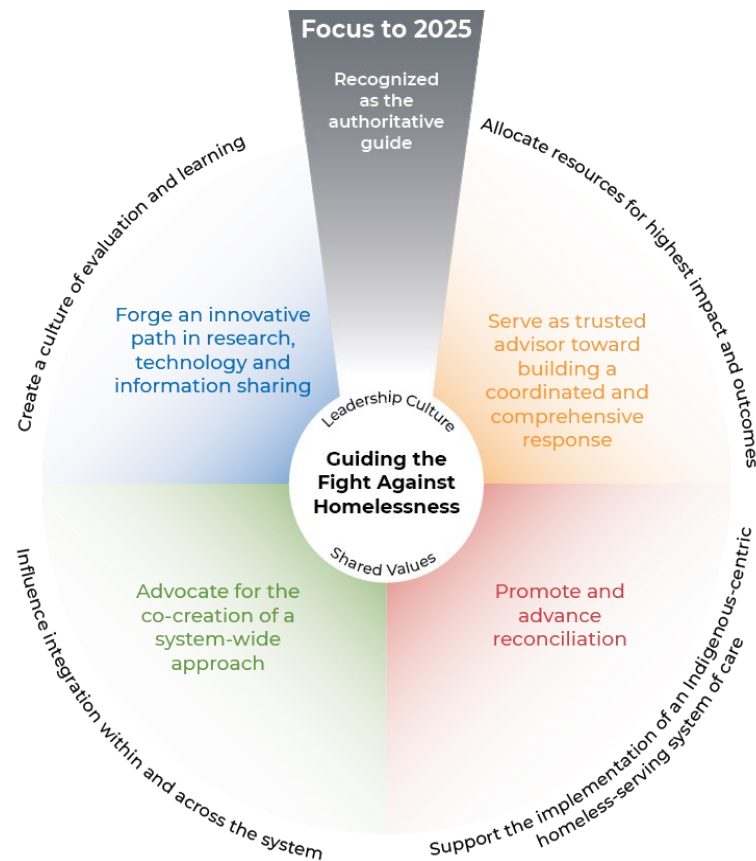 Focus to 2025
Recognized
as the
authoritative
guide
Create a culture of evaluation and learning
Allocate resources for highest impact and outcomes
Forge an innovative
path in research,
technology and
information sharing
Serve as trusted
advisor toward
building a
coordinated and
comprehensive
response
Leadership Culture
Guiding the
Fight Against
Homelessness
Shared Values
Advocate for the
co-creation of a
system-wide
approach
Promote and
advance
reconciliation
Influence integration within and across the system
Support the implementation of an Indigenous-centric
homeless-serving system of care